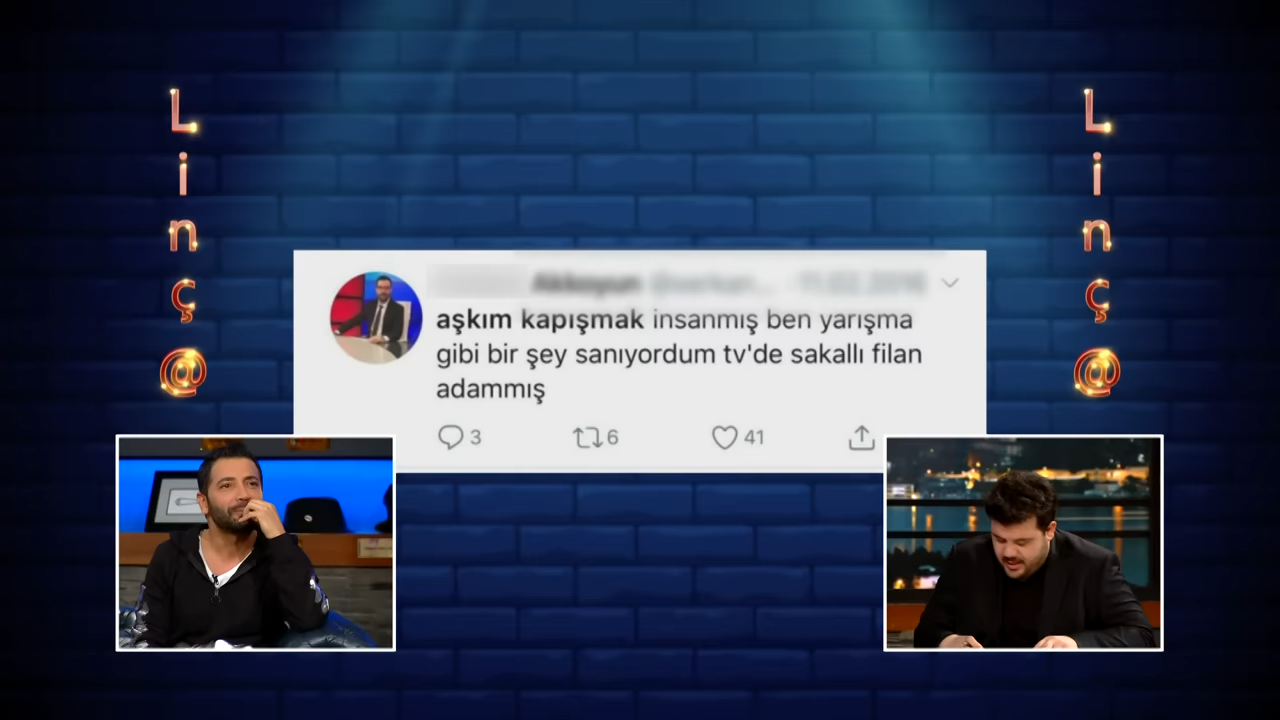 Linç@
Linç@
aşkım kapışmak insanmış ben yarışma
gibi bir şey sanıyordum tv'de sakallı filan
adammış
3
6
41